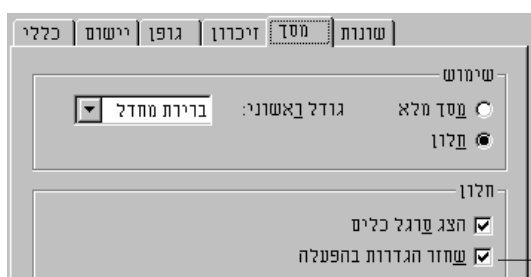 כללי יישום גופן זיכרון מסך שונות
שימוש
מסך מלא גודל ראשוני: ברירת מחדל
חלון
חלון
הצג סרגל כלים
שחזר הגדרות בהפעלה